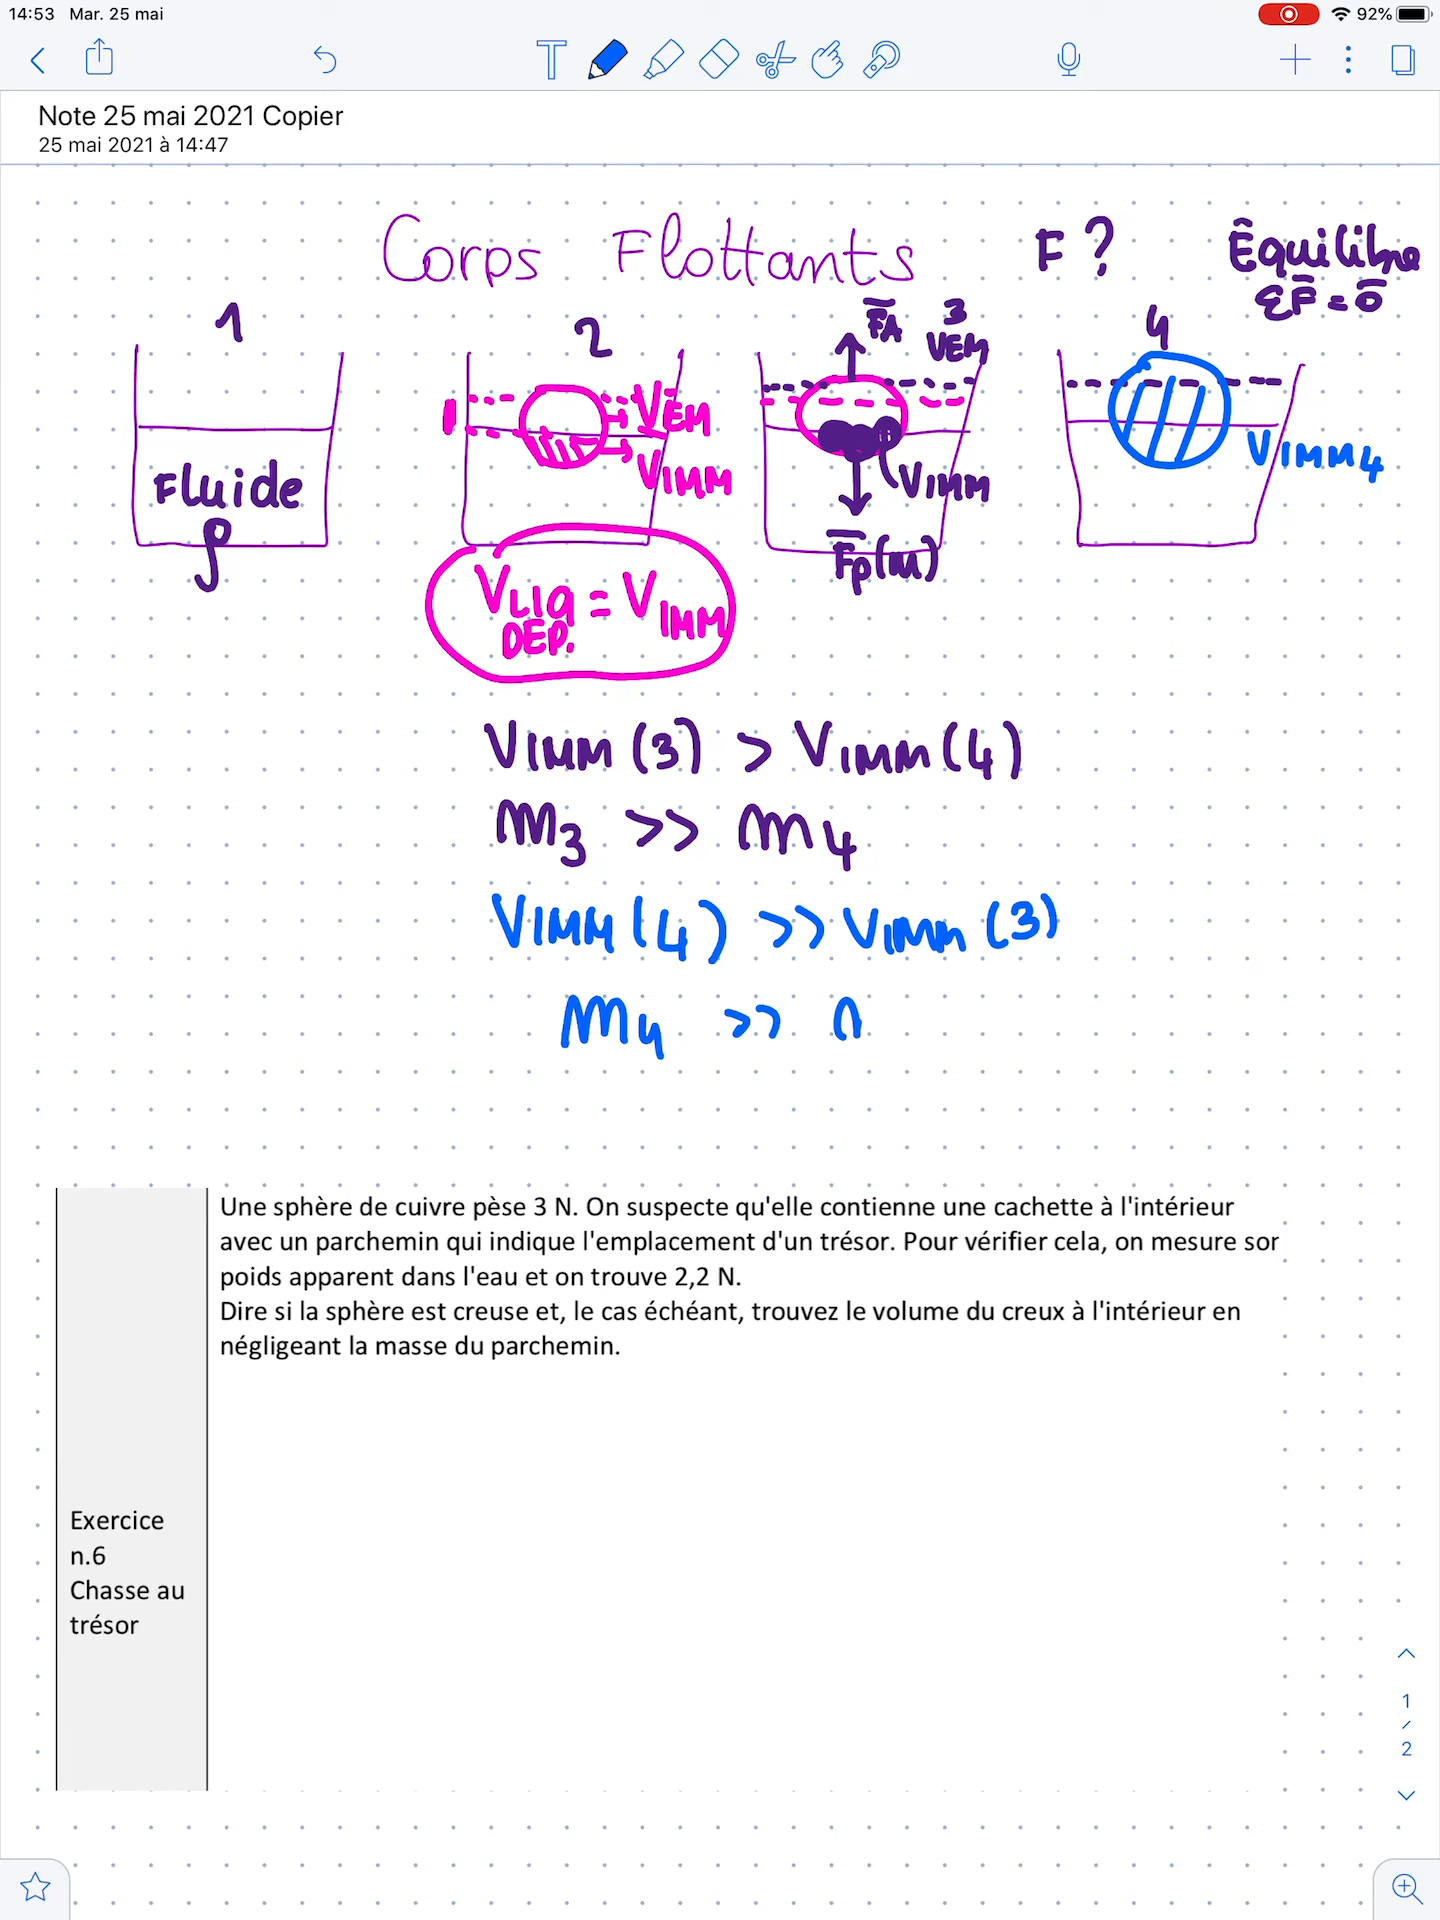 14:53 Mar. 25 mai
92%
Note 25 mai 2021 Copier
25 mai 2021 à 14:47
Corps Flottants F? Équilibre
ΣF̄ = ō
1 2 F̄A 3 4
VEM
VÉM
VIMM
VIMM
VIMM4
Fluide
ρ
F̄p(m)
VLIQ = VIMM
DEP.
VIMM (3) > VIMM (4)
m3 >> m4
VIMM (4) >> VIMM (3)
m4 >>
Une sphère de cuivre pèse 3 N. On suspecte qu'elle contienne une cachette à l'intérieur
avec un parchemin qui indique l'emplacement d'un trésor. Pour vérifier cela, on mesure sor
poids apparent dans l'eau et on trouve 2,2 N.
Dire si la sphère est creuse et, le cas échéant, trouvez le volume du creux à l'intérieur en
négligeant la masse du parchemin.
Exercice
n.6
Chasse au
trésor
1
/
2